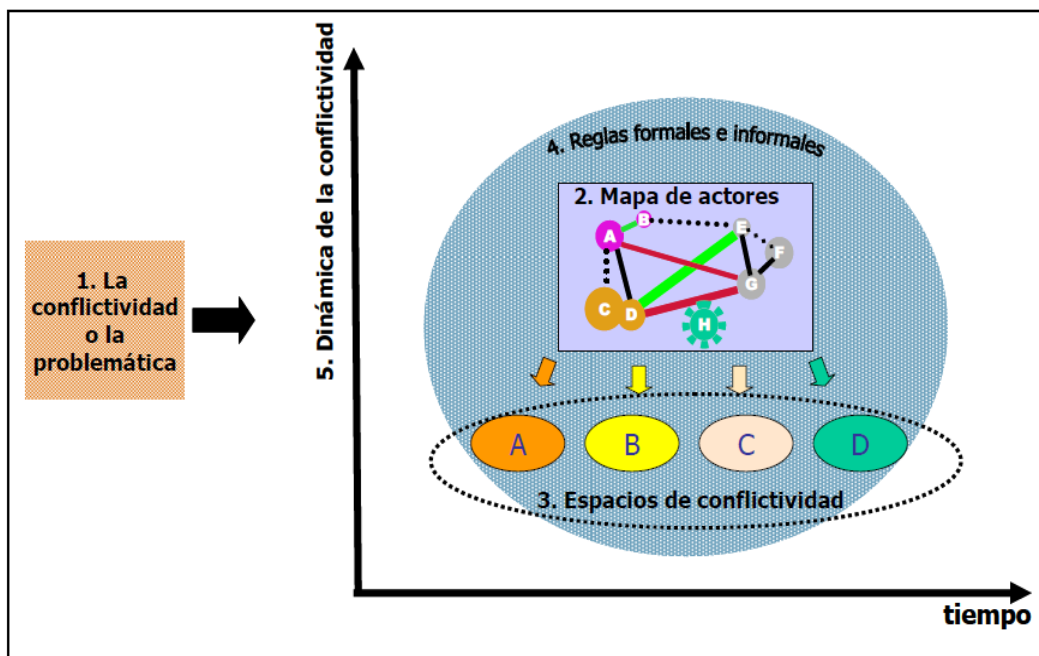 1. La
conflictividad
o la
problemática
5. Dinámica de la conflictividad
4. Reglas formales e informales
2. Mapa de actores
B
A
E
F
G
C
D
H
A
B
C
D
3. Espacios de conflictividad
tiempo